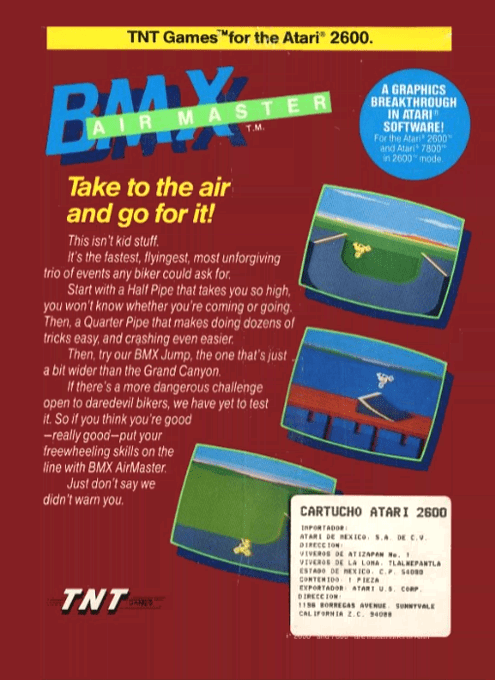 TNT Games™ for the Atari® 2600.
BMX
AIR MASTER
T.M.
A GRAPHICS
BREAKTHROUGH
IN ATARI®
SOFTWARE!
For the Atari® 2600™
and Atari® 7800™
in 2600™ mode.
Take to the air
and go for it!
This isn't kid stuff.
It's the fastest, flyingest, most unforgiving
trio of events any biker could ask for.
Start with a Half Pipe that takes you so high,
you won't know whether you're coming or going.
Then, a Quarter Pipe that makes doing dozens of
tricks easy, and crashing even easier.
Then, try our BMX Jump, the one that's just
a bit wider than the Grand Canyon.
If there's a more dangerous challenge
open to daredevil bikers, we have yet to test
it. So if you think you're good
—really good—put your
freewheeling skills on the
line with BMX AirMaster.
Just don't say we
didn't warn you.
TNT
GAMES
CARTUCHO ATARI 2600
IMPORTADOR:
ATARI DE MEXICO. S.A. DE C.V.
DIRECCION:
VIVEROS DE ATIZAPAN No. 1
VIVEROS DE LA LOMA. TLALNEPANTLA
ESTADO DE MEXICO. C.P. 54080
CONTENIDO: 1 PIEZA
EXPORTADOR: ATARI U.S. CORP.
DIRECCION:
1196 BORREGAS AVENUE. SUNNYVALE
CALIFORNIA Z.C. 94088